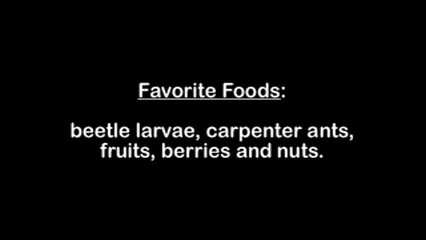 Favorite Foods:
beetle larvae, carpenter ants,
fruits, berries and nuts.